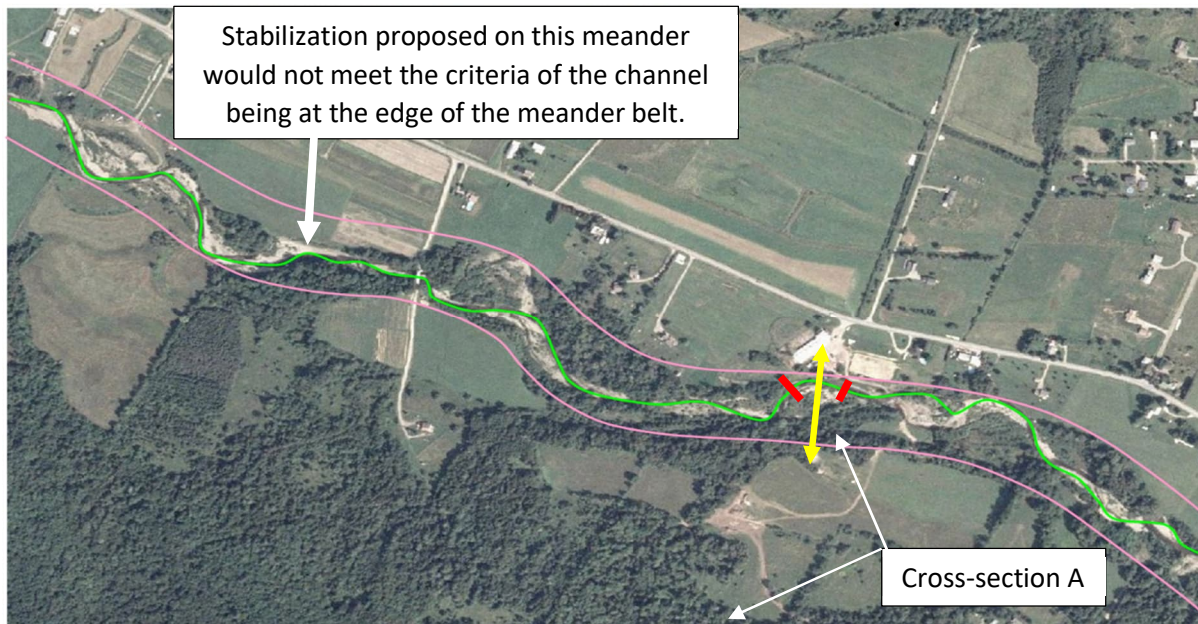 Stabilization proposed on this meander
would not meet the criteria of the channel
being at the edge of the meander belt.
Cross-section A